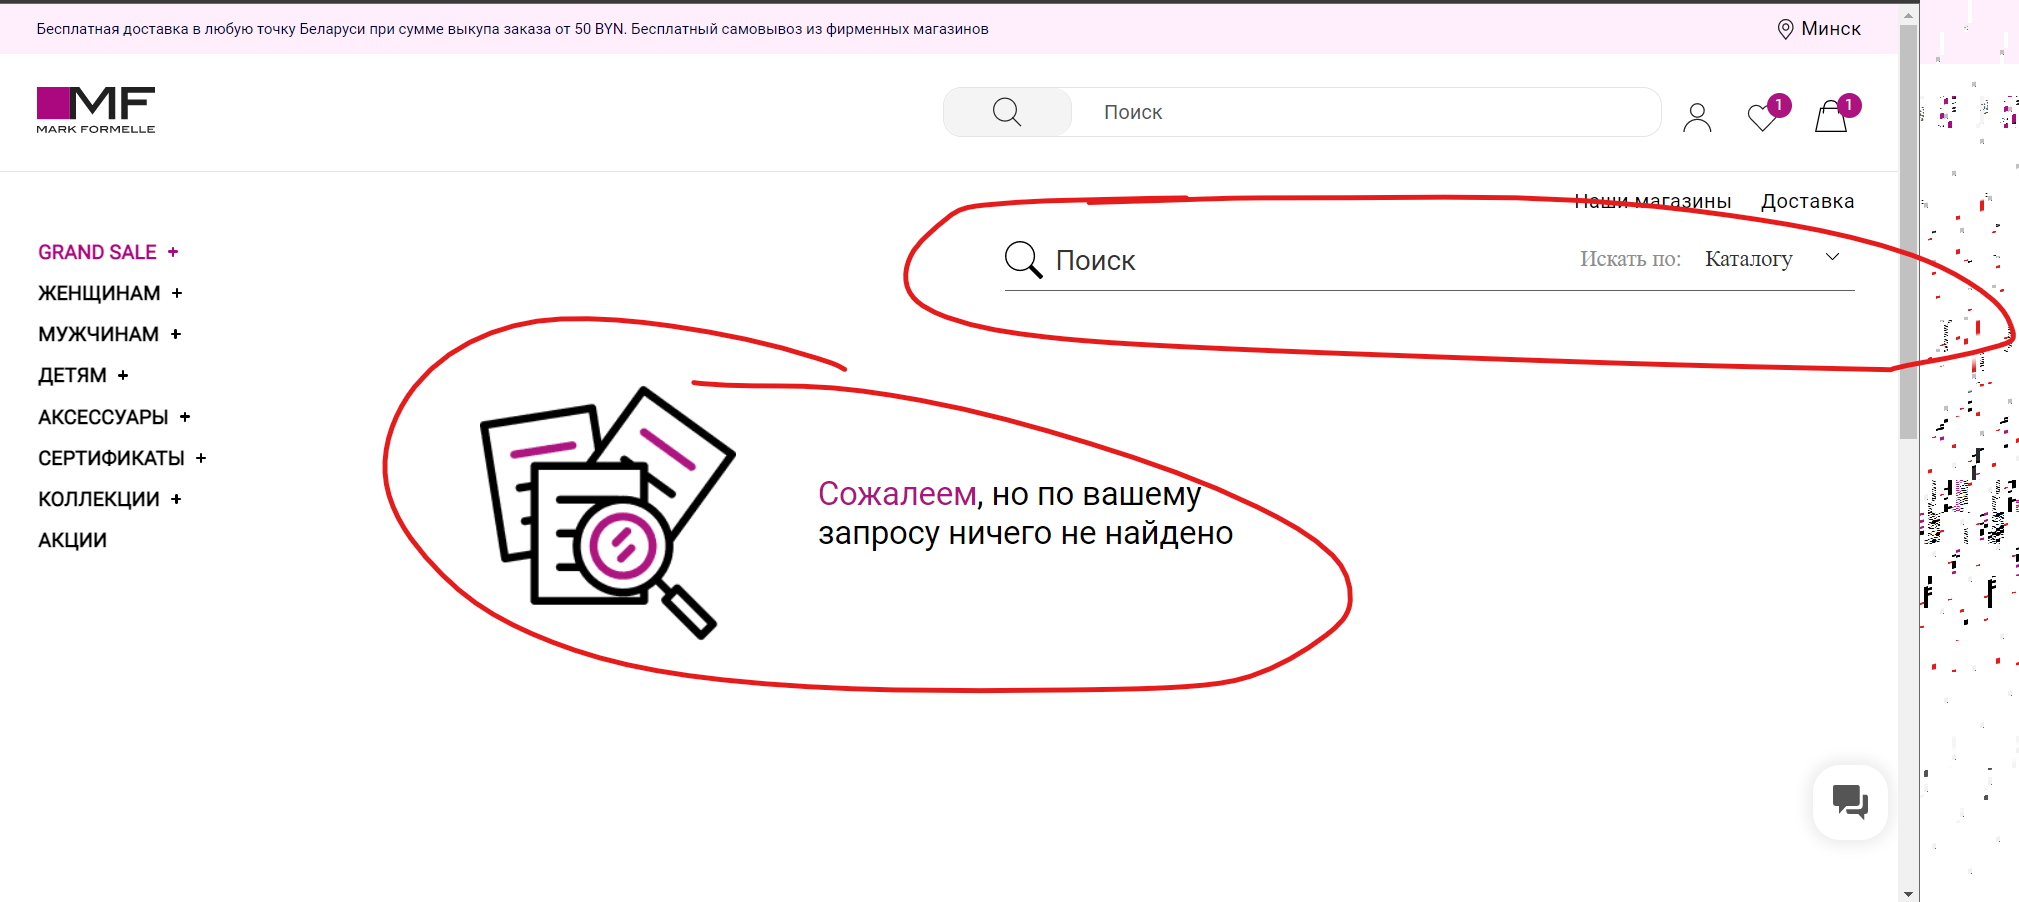 Бесплатная доставка в любую точку Беларуси при сумме выкупа заказа от 50 BYN. Бесплатный самовывоз из фирменных магазинов
Минск
MF
MARK FORMELLE
Поиск
1
1
Наши магазины Доставка
Поиск
Искать по: Каталогу
GRAND SALE +
ЖЕНЩИНАМ +
МУЖЧИНАМ +
ДЕТЯМ +
АКСЕССУАРЫ +
СЕРТИФИКАТЫ +
КОЛЛЕКЦИИ +
АКЦИИ
Сожалеем, но по вашему
запросу ничего не найдено